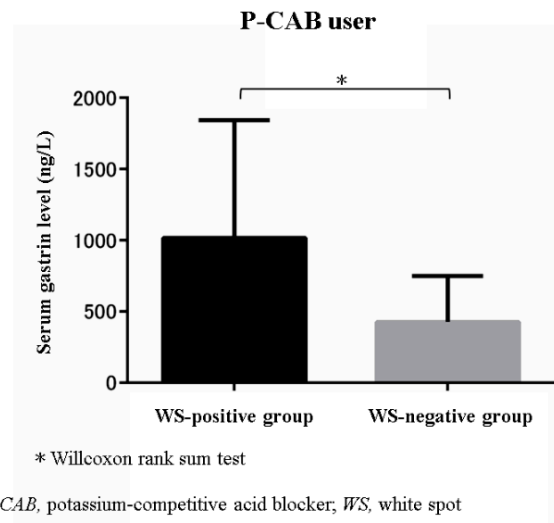 P-CAB user
*
2000
1500
1000
500
0
Serum gastrin level (ng/L)
WS-positive group WS-negative group
* Willcoxon rank sum test
CAB, potassium-competitive acid blocker; WS, white spot